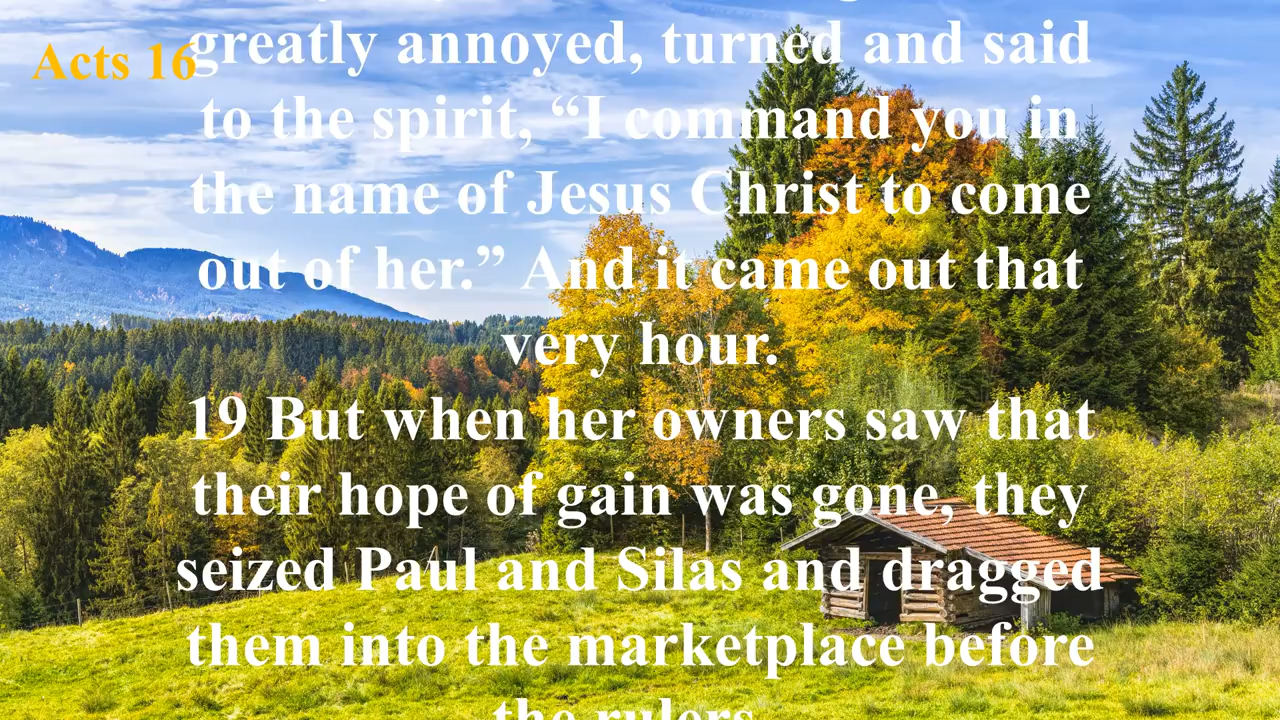 Acts 16
greatly annoyed, turned and said
to the spirit, “I command you in
the name of Jesus Christ to come
out of her.” And it came out that
very hour.
19 But when her owners saw that
their hope of gain was gone, they
seized Paul and Silas and dragged
them into the marketplace before
the rulers.